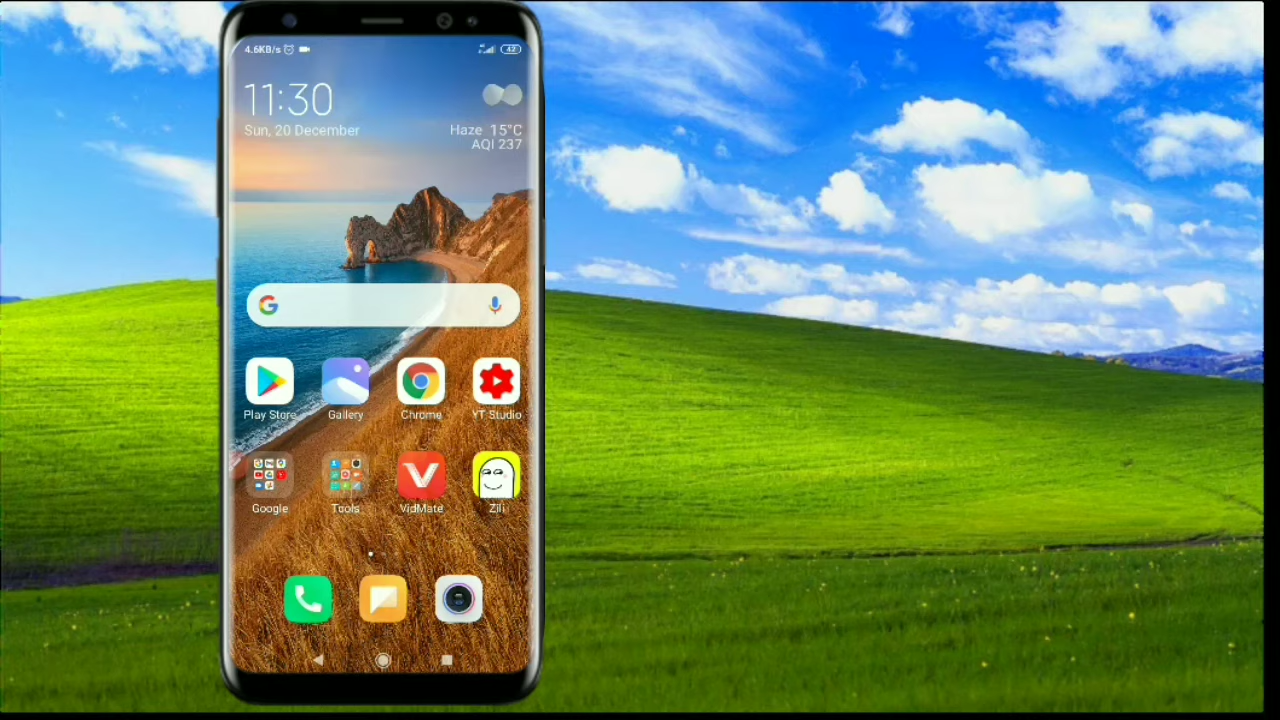 4.6KB/s 42
11:30
Sun, 20 December
Haze 15°C
AQI 237
Play Store Gallery Chrome YT Studio
Google Tools VidMate Zili